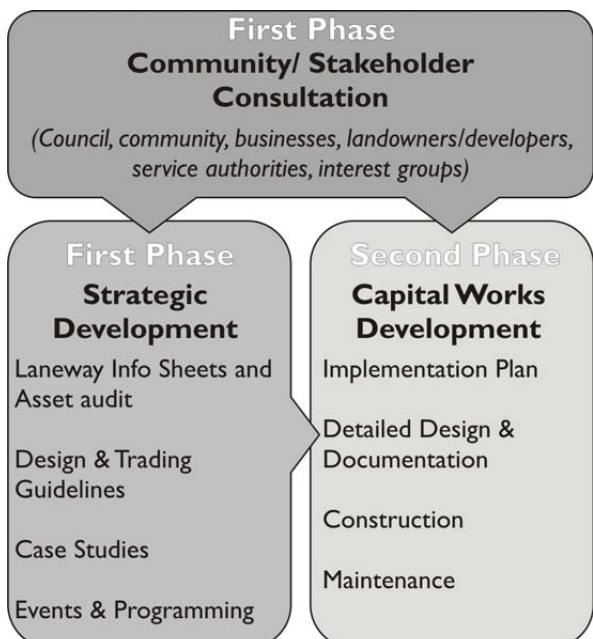 First Phase
Community/ Stakeholder
Consultation
(Council, community, businesses, landowners/developers,
service authorities, interest groups)
First Phase
Strategic
Development
Laneway Info Sheets and
Asset audit
Design & Trading
Guidelines
Case Studies
Events & Programming
Second Phase
Capital Works
Development
Implementation Plan
Detailed Design &
Documentation
Construction
Maintenance